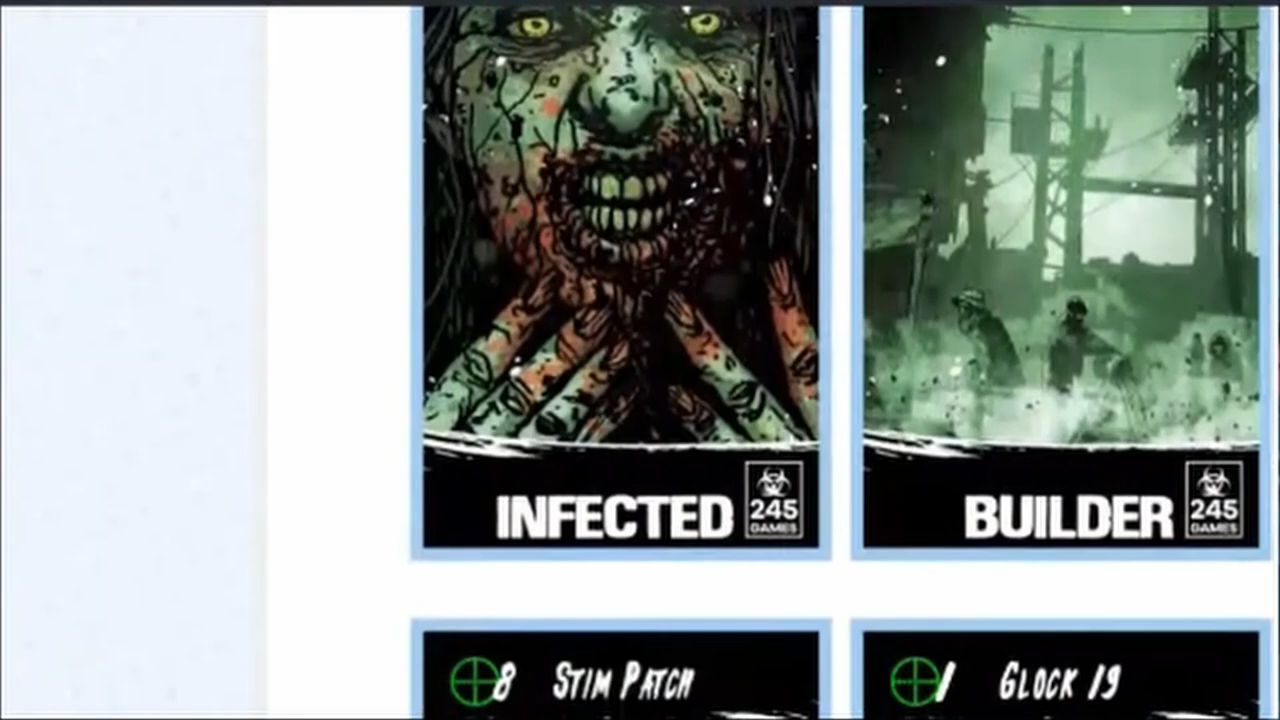 INFECTED
245
GAMES
BUILDER
245
GAMES
8 STIM PATCH
1 GLOCK 19